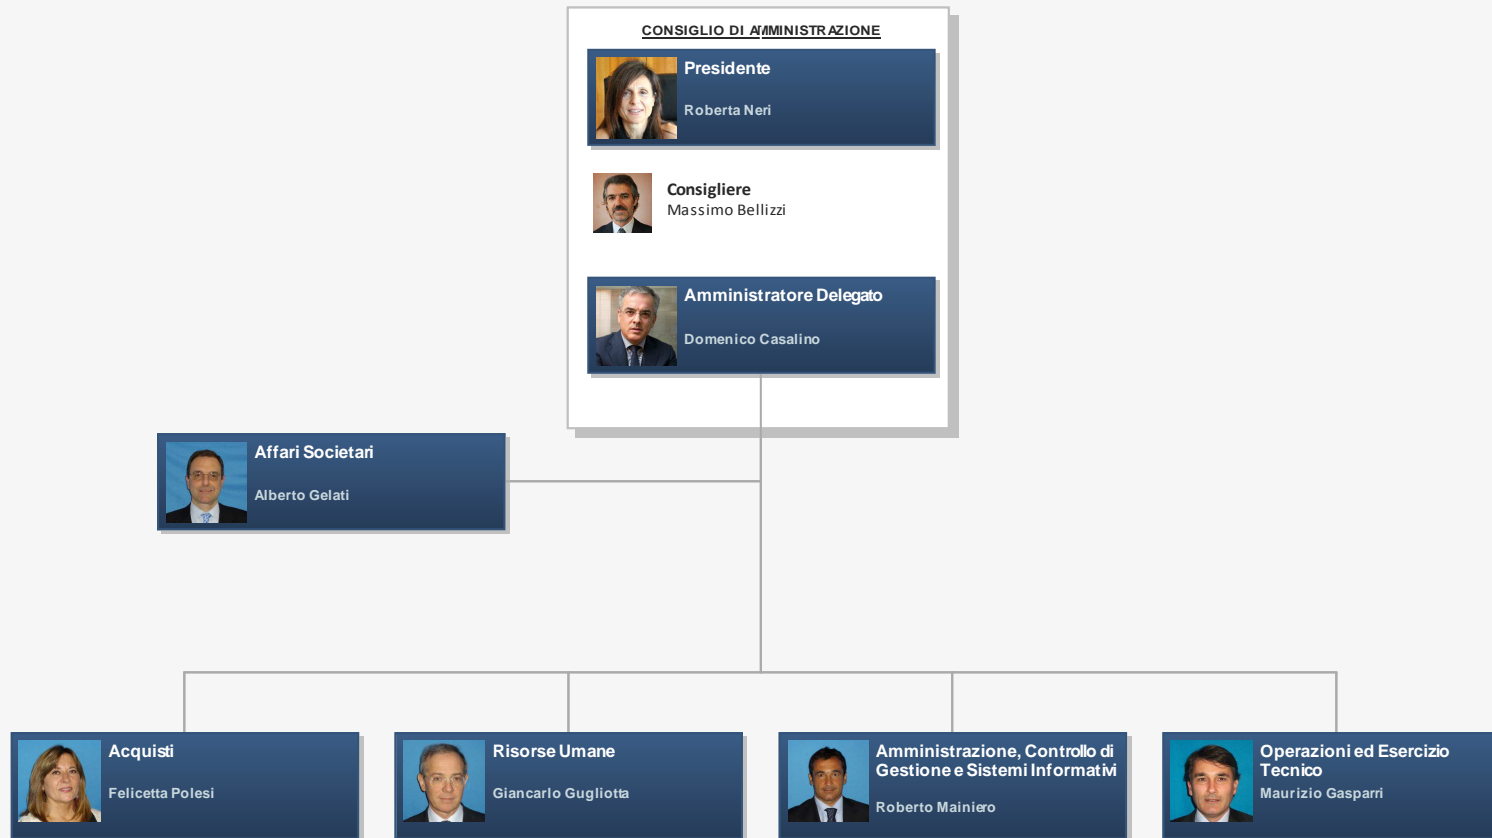 CONSIGLIO DI AMMINISTRAZIONE
Presidente
Roberta Neri
Consigliere
Massimo Bellizzi
Amministratore Delegato
Domenico Casalino
Affari Societari
Alberto Gelati
Acquisti
Felicetta Polesi
Risorse Umane
Giancarlo Gugliotta
Amministrazione, Controllo di
Gestione e Sistemi Informativi
Roberto Mainiero
Operazioni ed Esercizio
Tecnico
Maurizio Gasparri